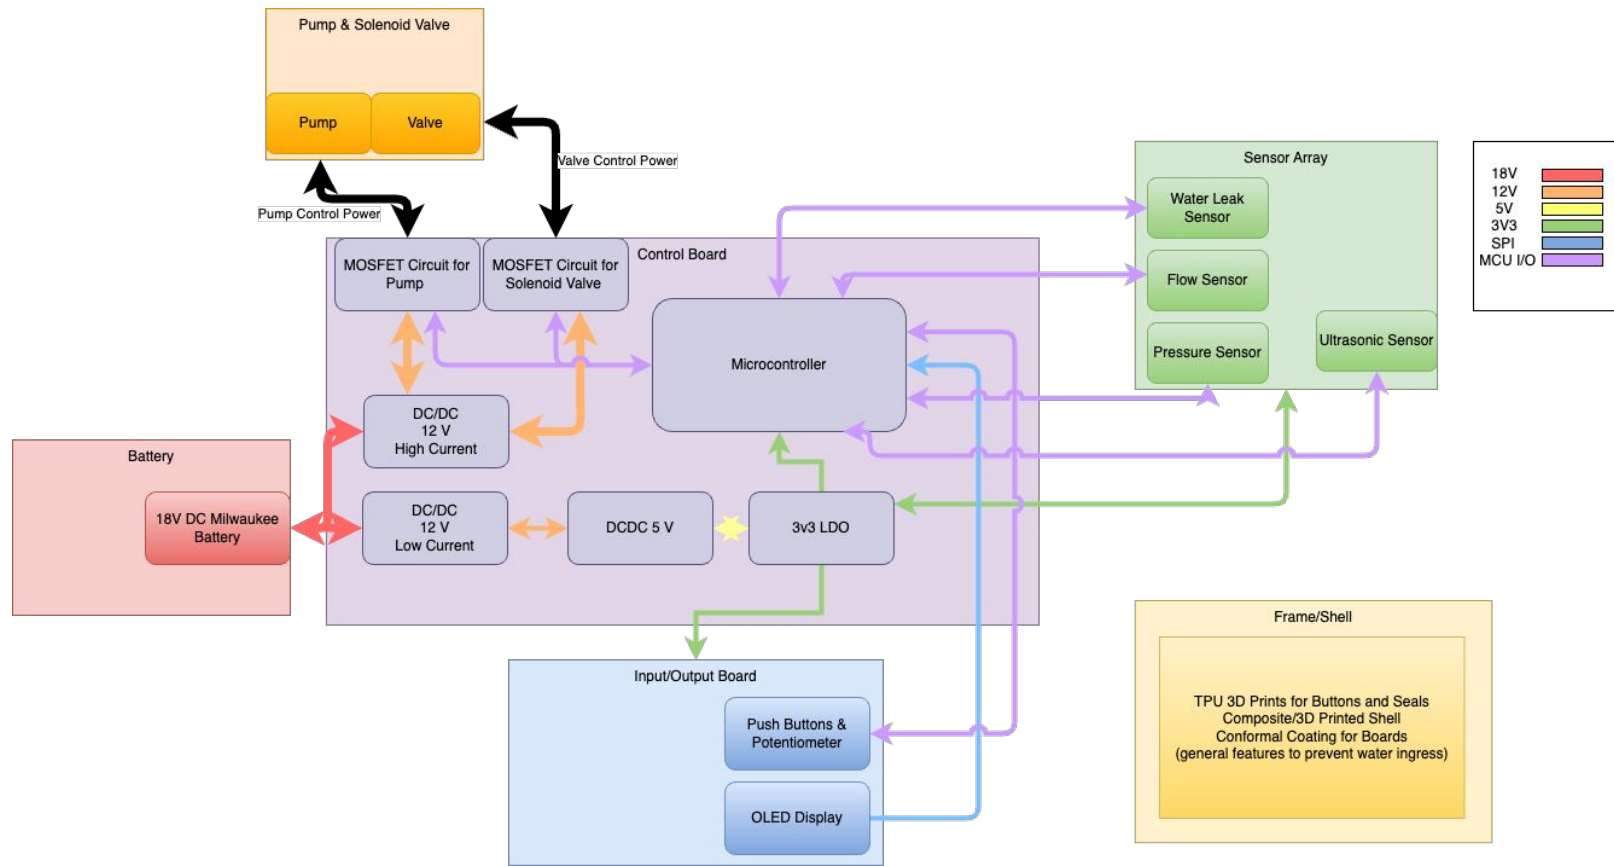 Pump & Solenoid Valve
Pump
Valve
Valve Control Power
Pump Control Power
Control Board
MOSFET Circuit for
Pump
MOSFET Circuit for
Solenoid Valve
Microcontroller
DC/DC
12 V
High Current
DC/DC
12 V
Low Current
DCDC 5 V
3v3 LDO
Battery
18V DC Milwaukee
Battery
Sensor Array
Water Leak
Sensor
Flow Sensor
Pressure Sensor
Ultrasonic Sensor
18V
12V
5V
3V3
SPI
MCU I/O
Input/Output Board
Push Buttons &
Potentiometer
OLED Display
Frame/Shell
TPU 3D Prints for Buttons and Seals
Composite/3D Printed Shell
Conformal Coating for Boards
(general features to prevent water ingress)